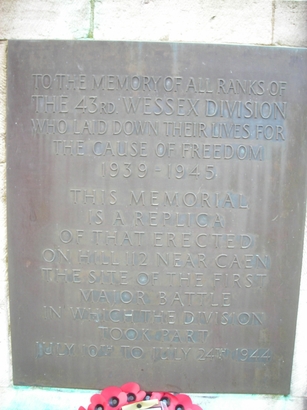 TO THE MEMORY OF ALL RANKS OF
THE 43RD WESSEX DIVISION
WHO LAID DOWN THEIR LIVES FOR
THE CAUSE OF FREEDOM
1939-1945
THIS MEMORIAL
IS A REPLICA
OF THAT ERECTED
ON HILL 112 NEAR CAEN
THE SITE OF THE FIRST
MAJOR BATTLE
IN WHICH THE DIVISION
TOOK PART
JULY 10TH TO JULY 24TH 1944